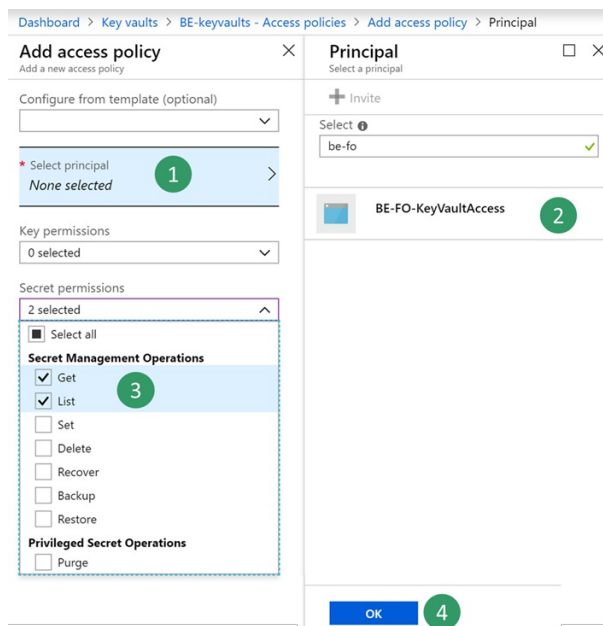 Dashboard > Key vaults > BE-keyvaults - Access policies > Add access policy > Principal
Add access policy
Add a new access policy
Configure from template (optional)
* Select principal
None selected
1
Key permissions
0 selected
Secret permissions
2 selected
Select all
Secret Management Operations
Get
List
3
Set
Delete
Recover
Backup
Restore
Privileged Secret Operations
Purge
Principal
Select a principal
Invite
Select
be-fo
BE-FO-KeyVaultAccess
2
OK
4